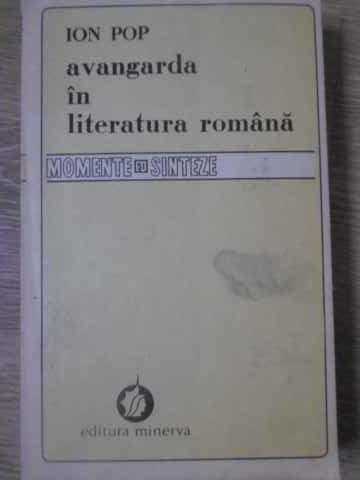 ION POP
avangarda
în
literatura română
MOMENTE ȘI SINTEZE
editura minerva